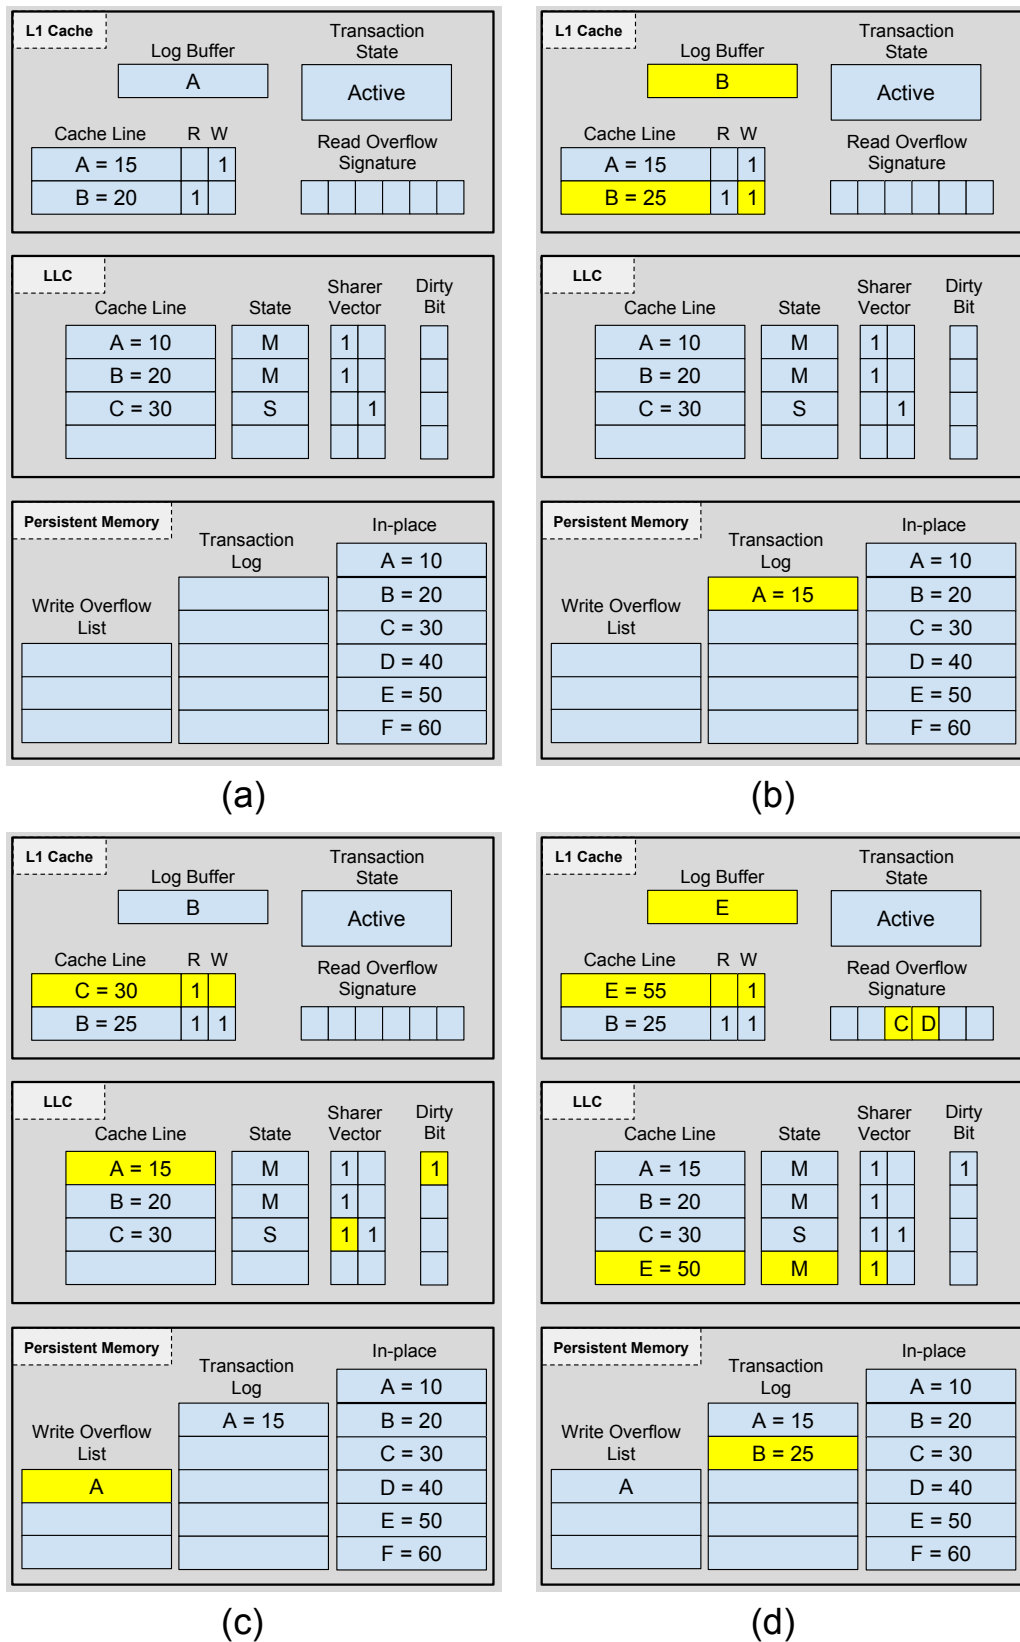 L1 Cache
Log Buffer
A
Transaction
State
Active
Cache Line R W
A = 15 1
B = 20 1
Read Overflow
Signature
LLC
Cache Line State Sharer Vector Dirty Bit
A = 10 M 1
B = 20 M 1
C = 30 S 1
Persistent Memory
Write Overflow
List
Transaction
Log
In-place
A = 10
B = 20
C = 30
D = 40
E = 50
F = 60
(a)
L1 Cache
Log Buffer
B
Transaction
State
Active
Cache Line R W
A = 15 1
B = 25 1 1
Read Overflow
Signature
LLC
Cache Line State Sharer Vector Dirty Bit
A = 10 M 1
B = 20 M 1
C = 30 S 1
Persistent Memory
Write Overflow
List
Transaction
Log
A = 15
In-place
A = 10
B = 20
C = 30
D = 40
E = 50
F = 60
(b)
L1 Cache
Log Buffer
B
Transaction
State
Active
Cache Line R W
C = 30 1
B = 25 1 1
Read Overflow
Signature
LLC
Cache Line State Sharer Vector Dirty Bit
A = 15 M 1 1
B = 20 M 1
C = 30 S 1 1
Persistent Memory
Write Overflow
List
A
Transaction
Log
A = 15
In-place
A = 10
B = 20
C = 30
D = 40
E = 50
F = 60
(c)
L1 Cache
Log Buffer
E
Transaction
State
Active
Cache Line R W
E = 55 1
B = 25 1 1
Read Overflow
Signature
C D
LLC
Cache Line State Sharer Vector Dirty Bit
A = 15 M 1 1
B = 20 M 1
C = 30 S 1 1
E = 50 M 1
Persistent Memory
Write Overflow
List
A
Transaction
Log
A = 15
B = 25
In-place
A = 10
B = 20
C = 30
D = 40
E = 50
F = 60
(d)